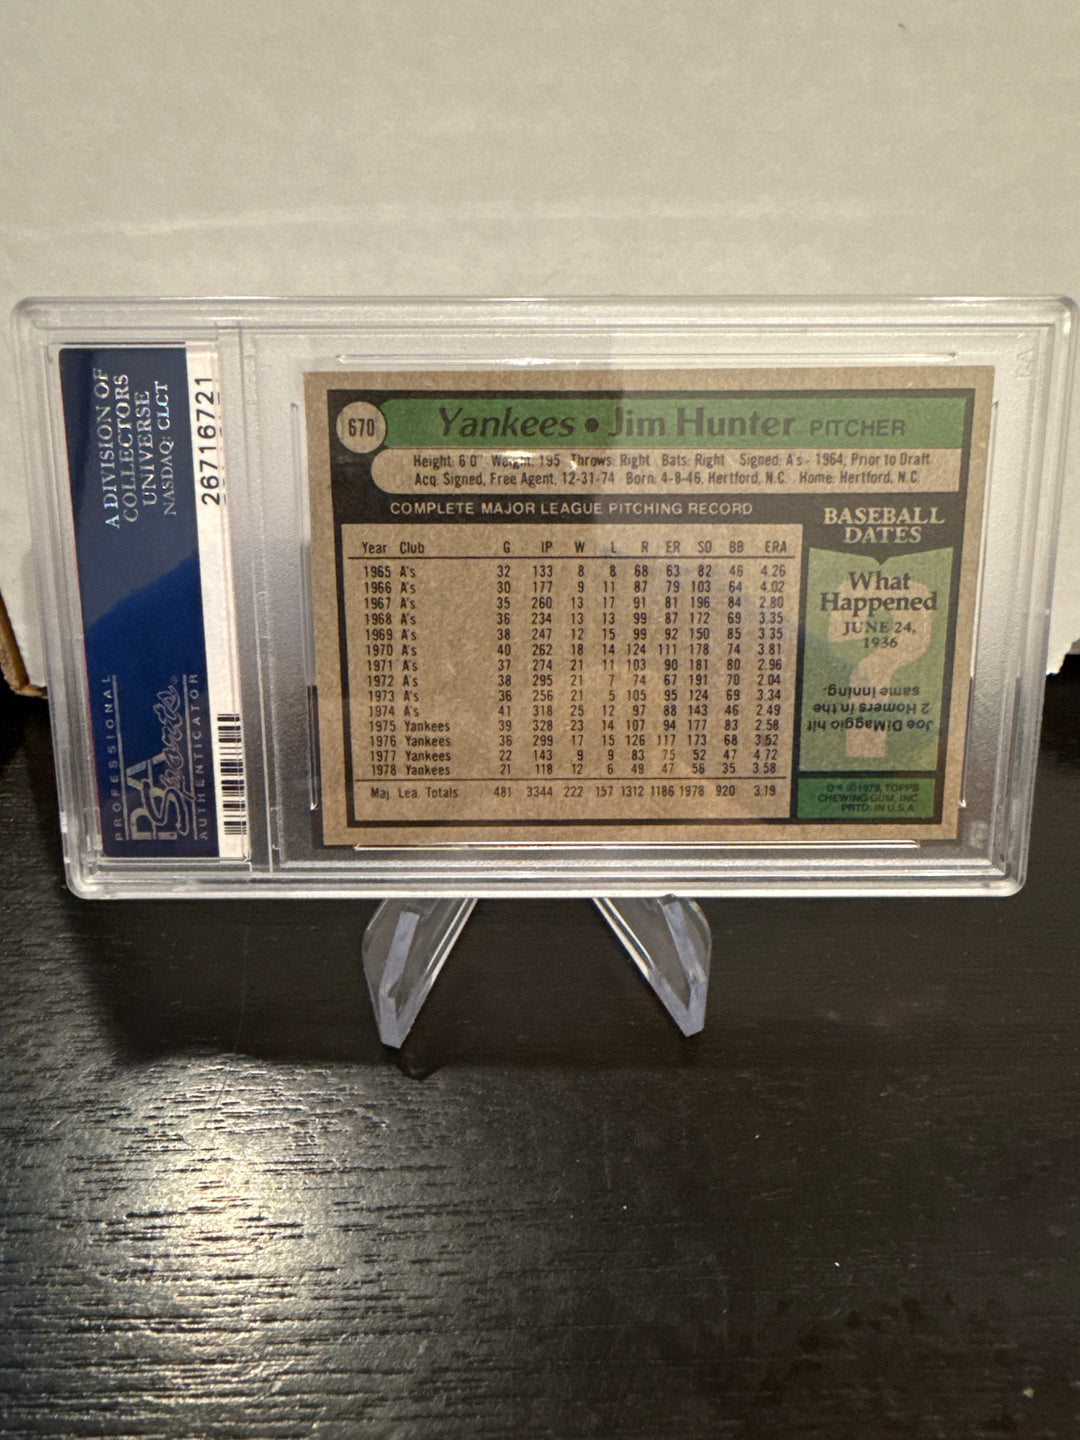 A DIVISION OF
COLLECTORS
UNIVERSE
NASDAQ: CLCT
26716721
PROFESSIONAL
PSA
Sports
AUTHENTICATOR
670
Yankees • Jim Hunter PITCHER
Height: 6'0" Weight: 195 Throws: Right Bats: Right Signed: A's - 1964, Prior to Draft
Acq: Signed, Free Agent, 12-31-74 Born: 4-8-46, Hertford, N.C. Home: Hertford, N.C.
COMPLETE MAJOR LEAGUE PITCHING RECORD
Year Club G IP W L R ER SO BB ERA
1965 A's 32 133 8 8 68 63 82 46 4.26
1966 A's 30 177 9 11 87 79 103 64 4.02
1967 A's 35 260 13 17 91 81 196 84 2.80
1968 A's 36 234 13 13 99 87 172 69 3.35
1969 A's 38 247 12 15 99 92 150 85 3.35
1970 A's 40 262 18 14 124 111 178 74 3.81
1971 A's 37 274 21 11 103 90 181 80 2.96
1972 A's 38 295 21 7 74 67 191 70 2.04
1973 A's 36 256 21 5 105 95 124 69 3.34
1974 A's 41 318 25 12 97 88 143 46 2.49
1975 Yankees 39 328 23 14 107 94 177 83 2.58
1976 Yankees 36 299 17 15 126 117 173 68 3.52
1977 Yankees 22 143 9 9 83 75 52 47 4.72
1978 Yankees 21 118 12 6 49 47 56 35 3.58
Maj. Lea. Totals 481 3344 222 157 1312 1186 1978 920 3.19
BASEBALL
DATES
What
Happened
JUNE 24,
1936
?
Joe DiMaggio hit
2 Homers in the
same inning.
D* ©1979, TOPPS
CHEWING GUM, INC.
PRTD. IN U.S.A.